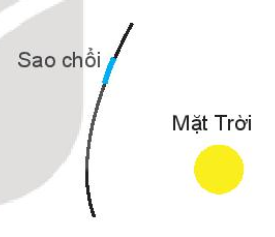 Sao chổi
Mặt Trời